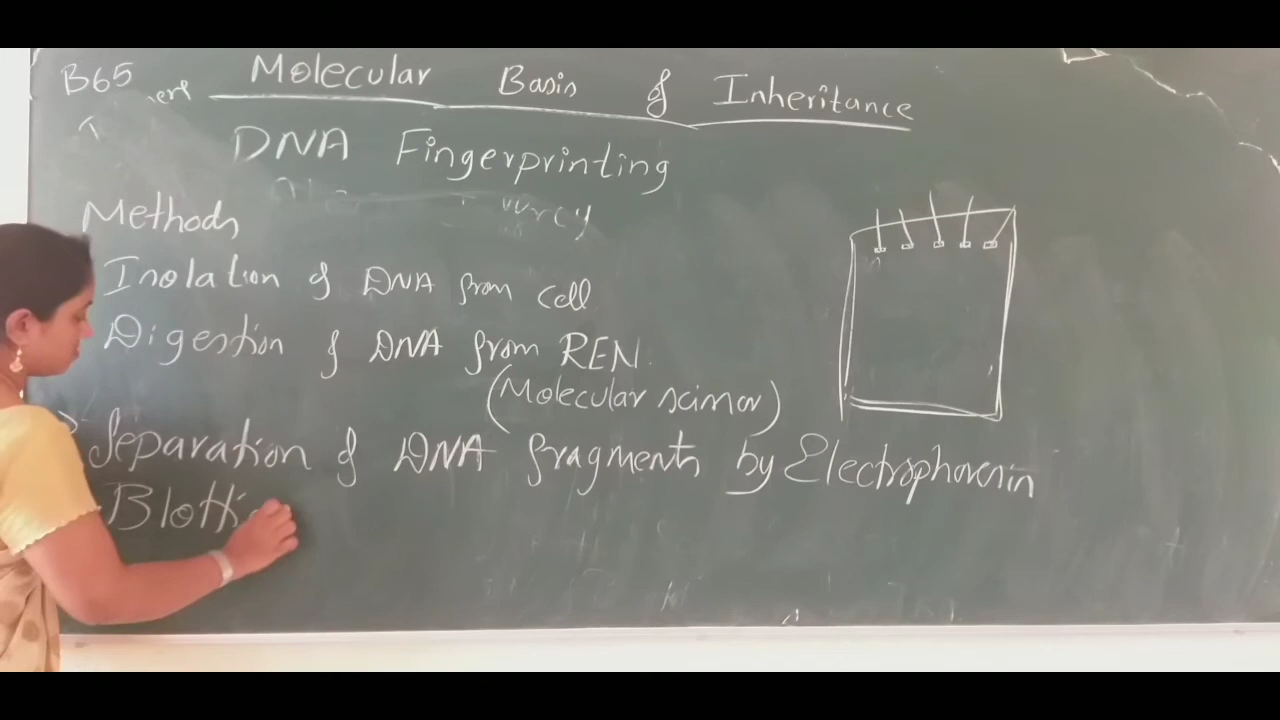 B65 Molecular Basis of Inheritance
DNA Fingerprinting
Methods
Isolation of DNA from cell
Digestion of DNA from REN.
(Molecular scissor)
Separation of DNA fragments by Electrophoresis
Blotti